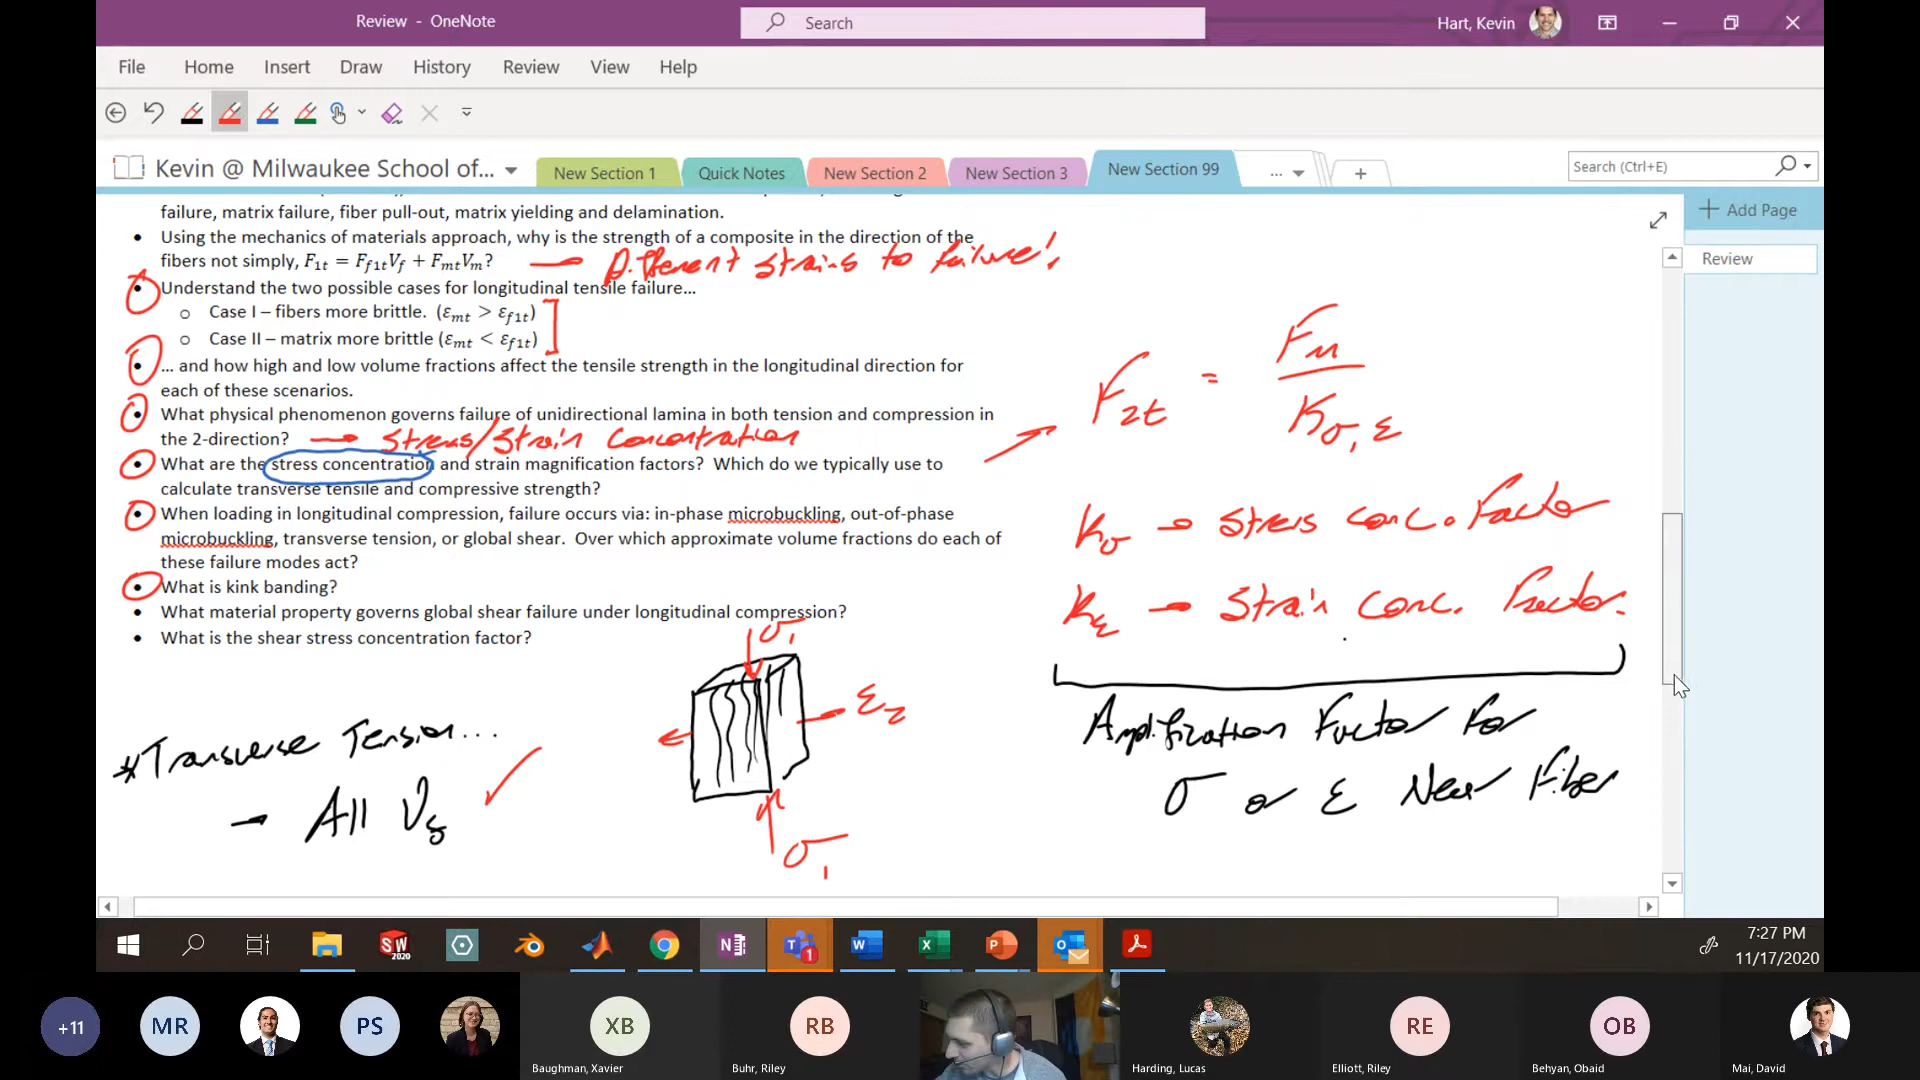 Review - OneNote
Search
Hart, Kevin
File Home Insert Draw History Review View Help
Kevin @ Milwaukee School of...
New Section 1
Quick Notes
New Section 2
New Section 3
New Section 99
...
Search (Ctrl+E)
Add Page
Review
failure, matrix failure, fiber pull-out, matrix yielding and delamination.
• Using the mechanics of materials approach, why is the strength of a composite in the direction of the
fibers not simply, F1t = Ff1tVf + FmtVm?
→ Different strains to failure!
• Understand the two possible cases for longitudinal tensile failure...
o Case I – fibers more brittle. (εmt > εf1t)
o Case II – matrix more brittle (εmt < εf1t)
• ... and how high and low volume fractions affect the tensile strength in the longitudinal direction for
each of these scenarios.
• What physical phenomenon governs failure of unidirectional lamina in both tension and compression in
the 2-direction?
→ Stress/Strain Concentration
• What are the stress concentration and strain magnification factors? Which do we typically use to
calculate transverse tensile and compressive strength?
• When loading in longitudinal compression, failure occurs via: in-phase microbuckling, out-of-phase
microbuckling, transverse tension, or global shear. Over which approximate volume fractions do each of
these failure modes act?
• What is kink banding?
• What material property governs global shear failure under longitudinal compression?
• What is the shear stress concentration factor?
F2t = FM / Kσ,ε
Kσ → Stress conc. Factor
Kε → Strain conc. Factor.
Amplification Factor For
σ or ε Near Fiber
σ1
ε2
σ1
*Transverse Tension...
→ All Vf
SW
2020
1
7:27 PM
11/17/2020
+11
MR
PS
XB
RB
RE
OB
Baughman, Xavier
Buhr, Riley
Harding, Lucas
Elliott, Riley
Behyan, Obaid
Mai, David